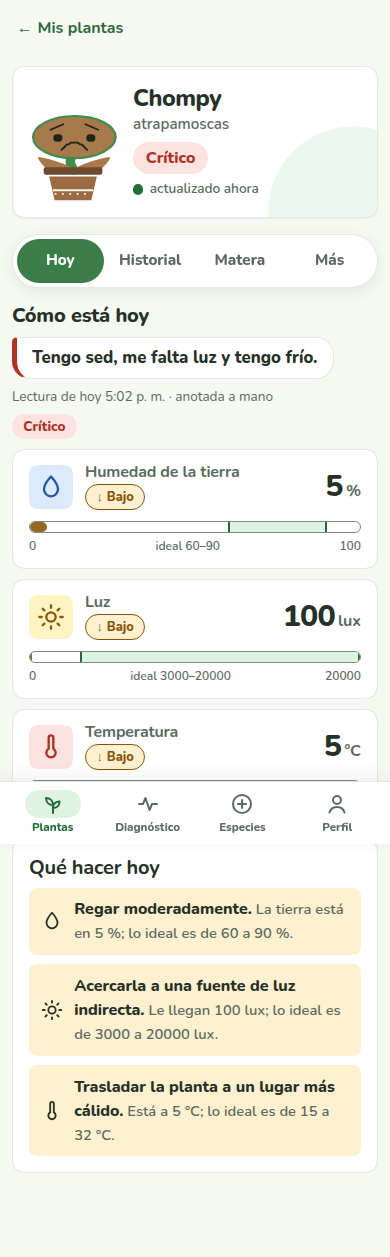 ← Mis plantas
Chompy
atrapamoscas
Crítico
actualizado ahora
Hoy
Historial
Matera
Más
Cómo está hoy
Tengo sed, me falta luz y tengo frío.
Lectura de hoy 5:02 p. m. · anotada a mano
Crítico
Humedad de la tierra
↓ Bajo
5 %
0
ideal 60–90
100
Luz
↓ Bajo
100 lux
0
ideal 3000–20000
20000
Temperatura
↓ Bajo
5 °C
Plantas
Diagnóstico
Especies
Perfil
Qué hacer hoy
Regar moderadamente. La tierra está
en 5 %; lo ideal es de 60 a 90 %.
Acercarla a una fuente de luz
indirecta. Le llegan 100 lux; lo ideal es
de 3000 a 20000 lux.
Trasladar la planta a un lugar más
cálido. Está a 5 °C; lo ideal es de 15 a
32 °C.